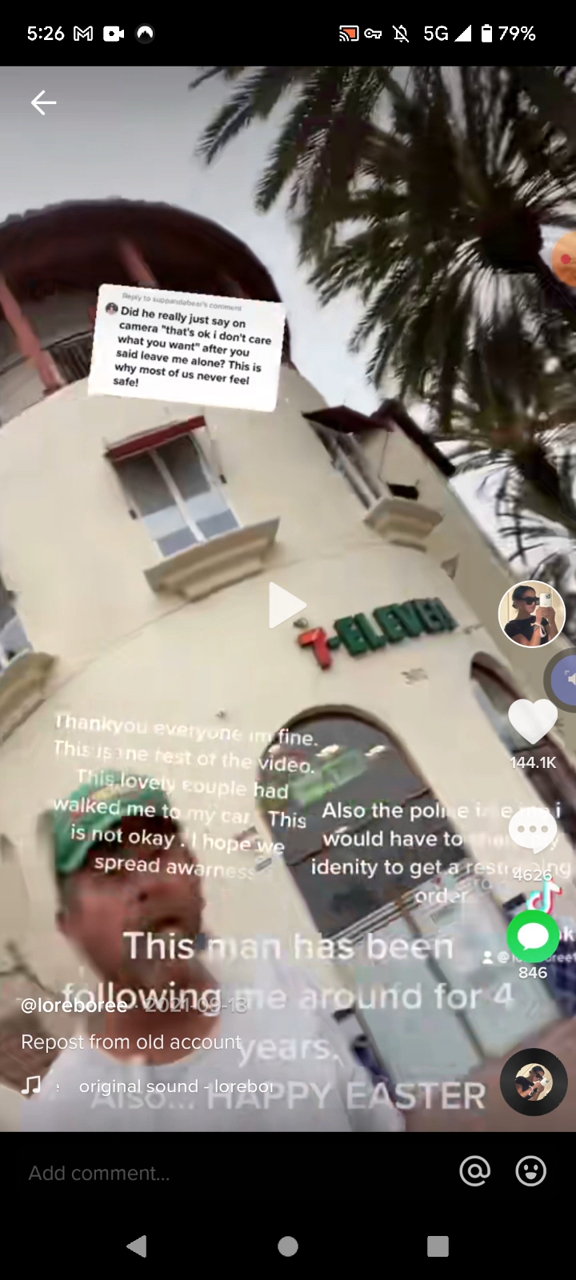 5:26
5G
79%
Did he really just say on
camera "that's ok i don't care
what you want" after you
said leave me alone? This is
why most of us never feel
safe!
7-ELEVEN
Thankyou everyone im fine.
This is the rest of the video.
This lovely couple had
walked me to my car. This
is not okay. I hope we
spread awarness
Also the police
would have to
idenity to get a
order
144.1K
4626
846
This man has been
following me around for 4
years.
Also... HAPPY EASTER
@loreboree · 2021-09-13
Repost from old account
original sound - lorebor
Add comment...